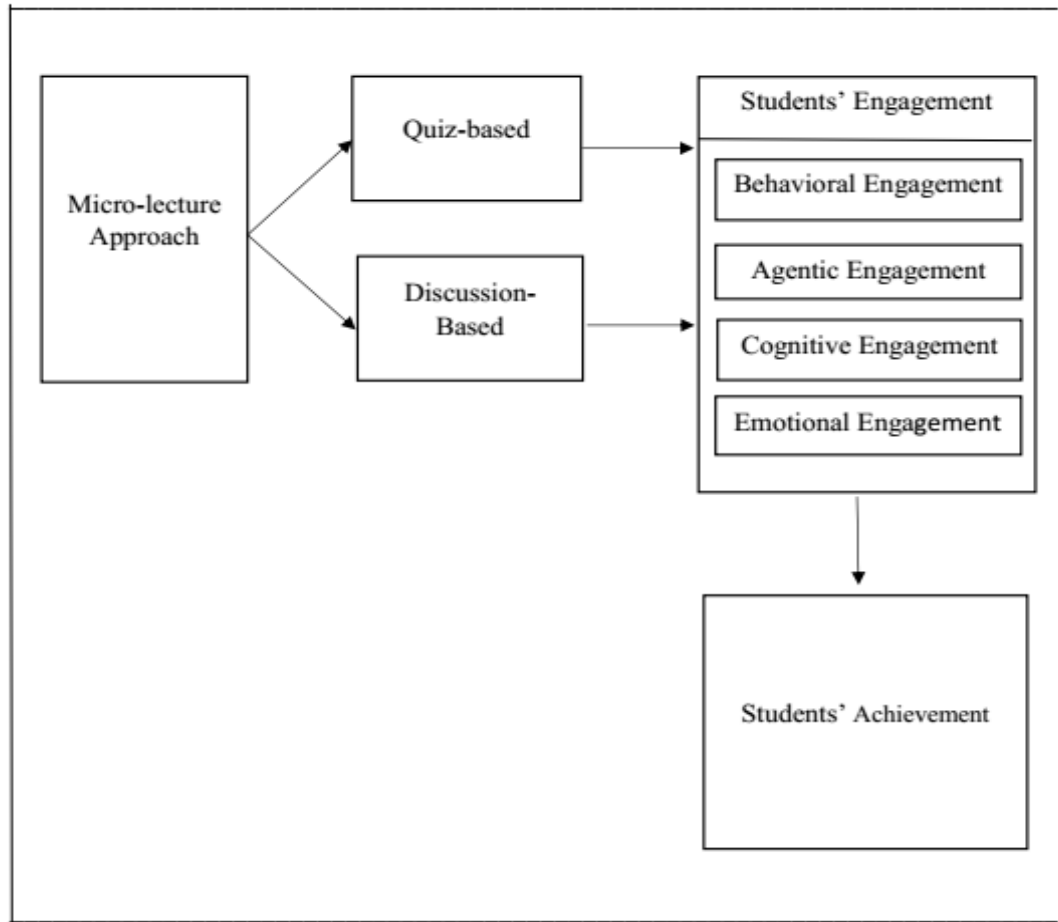 Micro-lecture
Approach
Quiz-based
Discussion-
Based
Students’ Engagement
Behavioral Engagement
Agentic Engagement
Cognitive Engagement
Emotional Engagement
Students’ Achievement